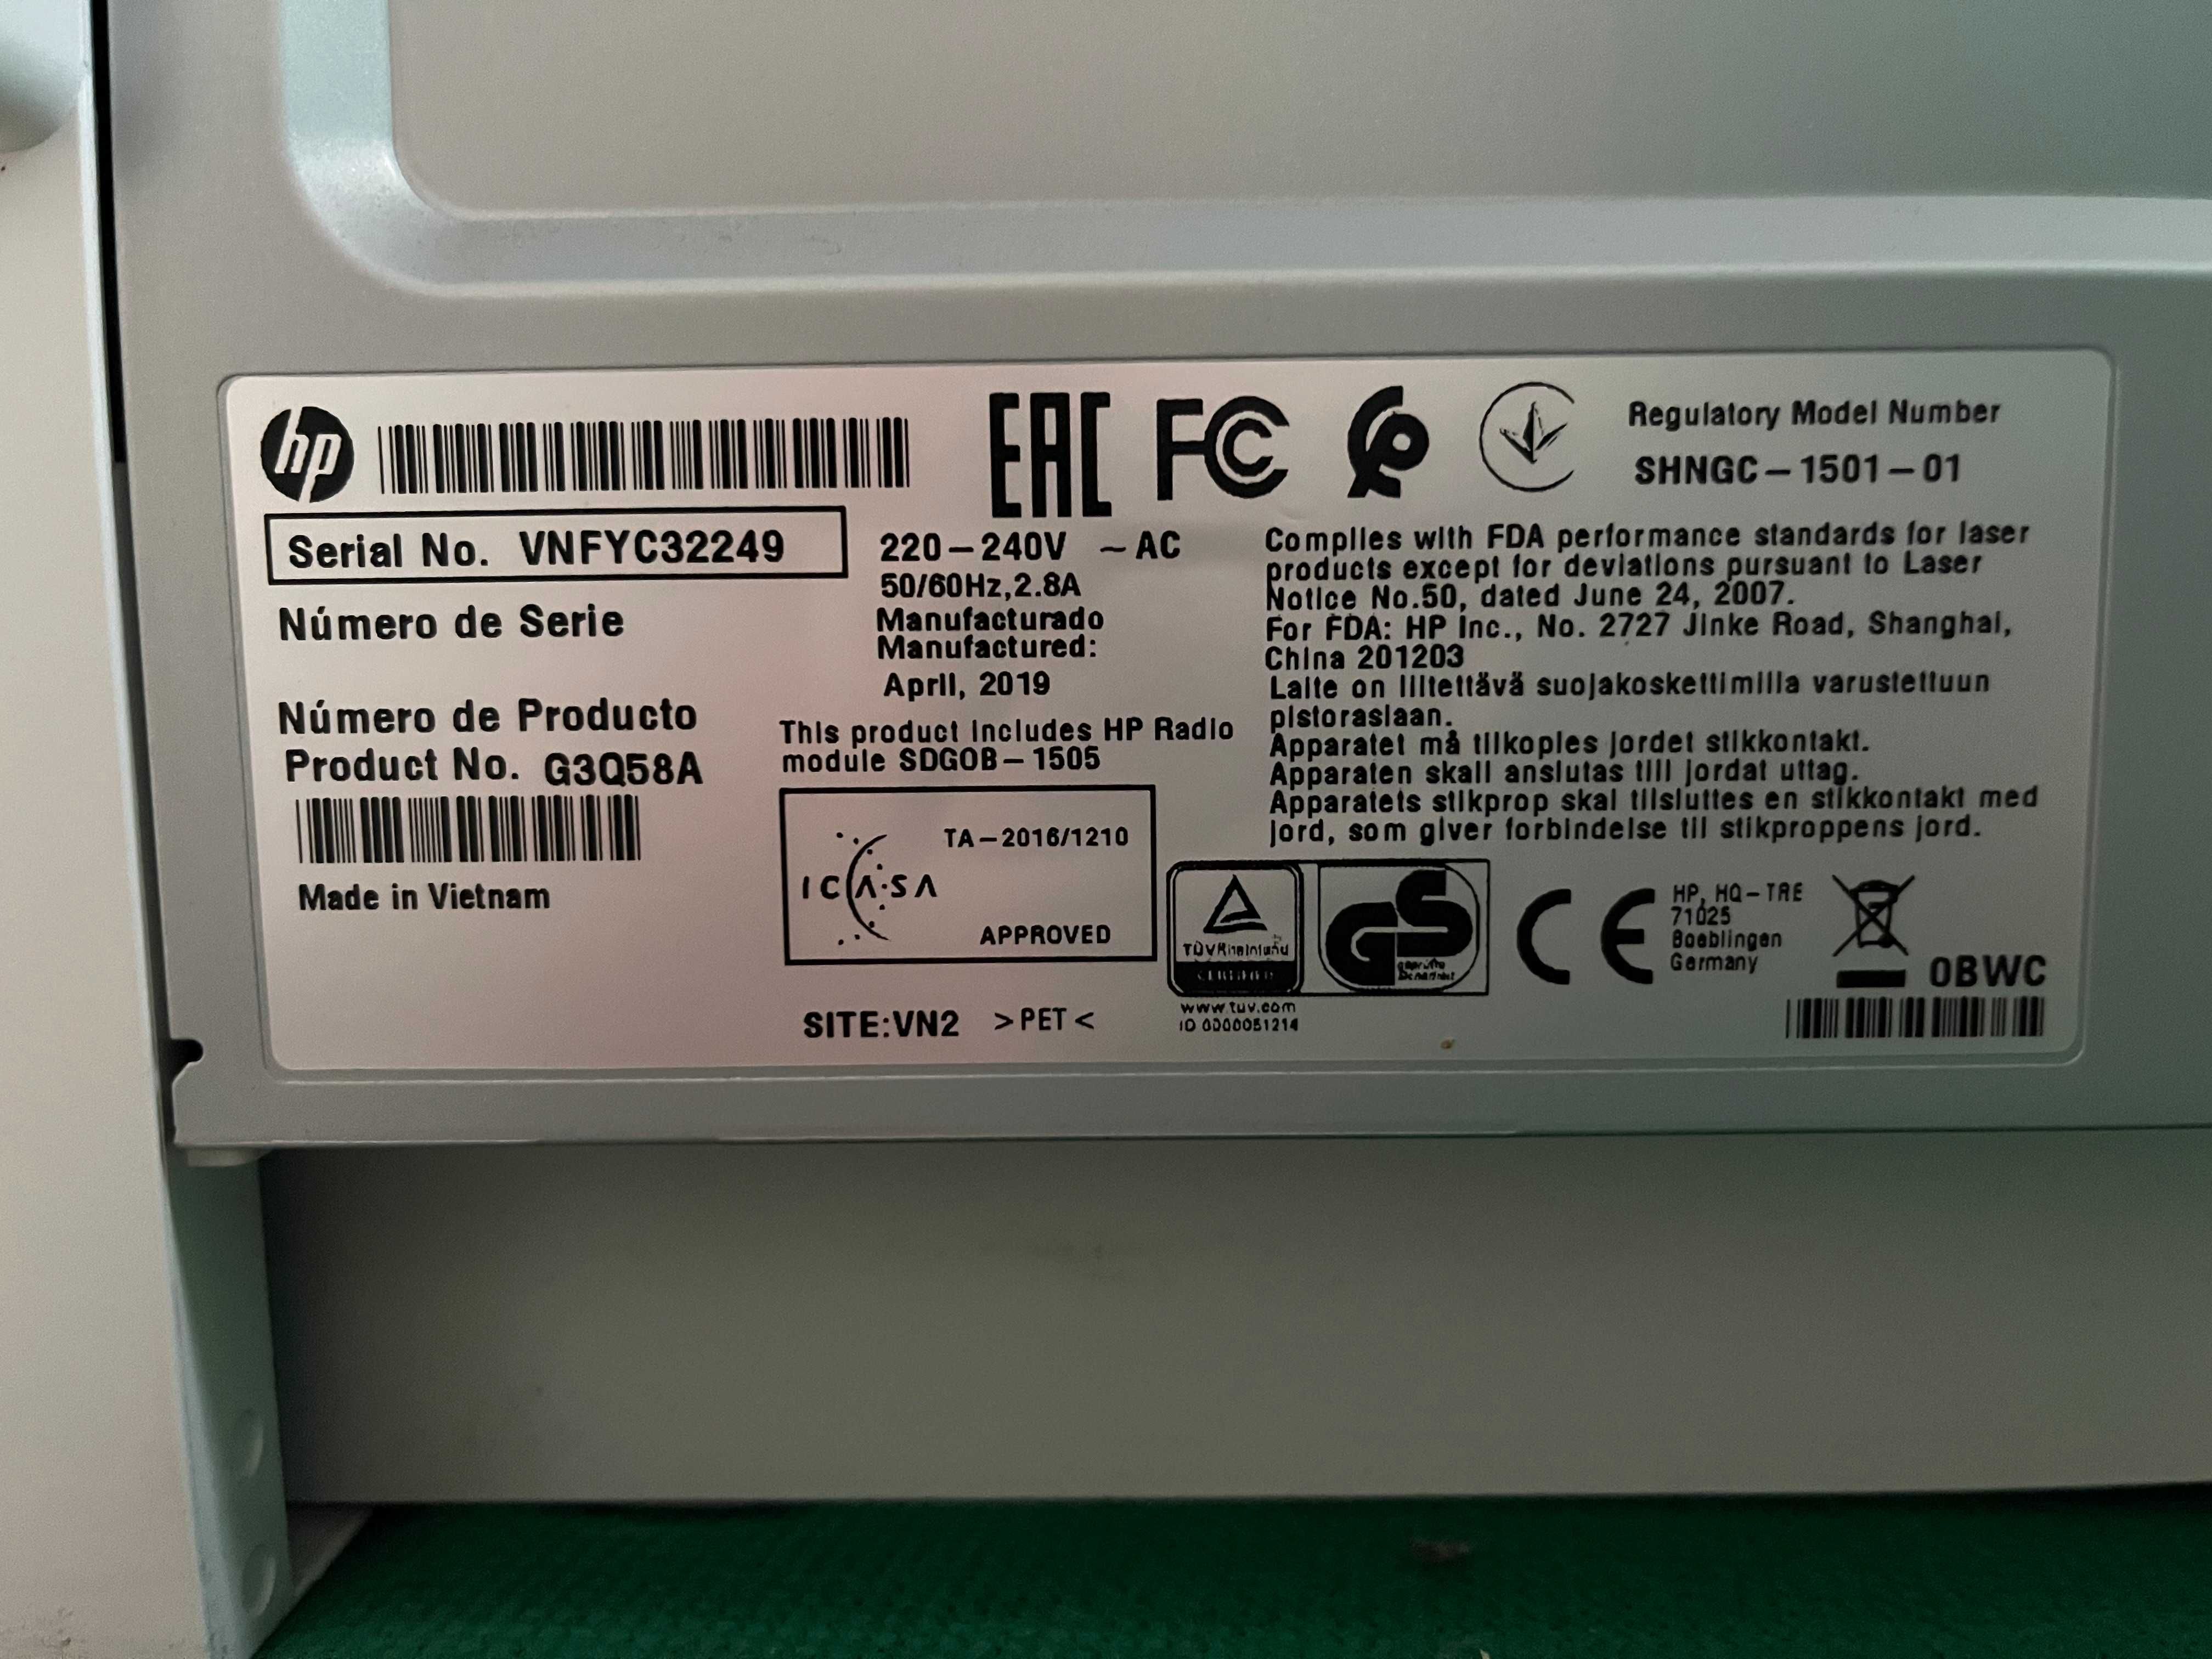 hp
EAC FC
Regulatory Model Number
SHNGC-1501-01
Serial No. VNFYC32249
Número de Serie
Número de Producto
Product No. G3Q58A
Made in Vietnam
220-240V ~AC
50/60Hz,2.8A
Manufacturado
Manufactured:
April, 2019
This product includes HP Radio
module SDGOB-1505
ICASA
TA-2016/1210
APPROVED
SITE:VN2 >PET<
Complies with FDA performance standards for laser
products except for deviations pursuant to Laser
Notice No.50, dated June 24, 2007.
For FDA: HP Inc., No. 2727 Jinke Road, Shanghai,
China 201203
Laite on liitettävä suojakoskettimilla varustettuun
pistorasiaan.
Apparatet må tilkoples jordet stikkontakt.
Apparaten skall anslutas till jordat uttag.
Apparatets stikprop skal tilsluttes en stikkontakt med
jord, som giver forbindelse til stikproppens jord.
TÜVRheinland
CERTIFIED
www.tuv.com
ID 0000051214
GS
geprüfte
CE
HP, HQ-TRE
71025
Boeblingen
Germany
0BWC